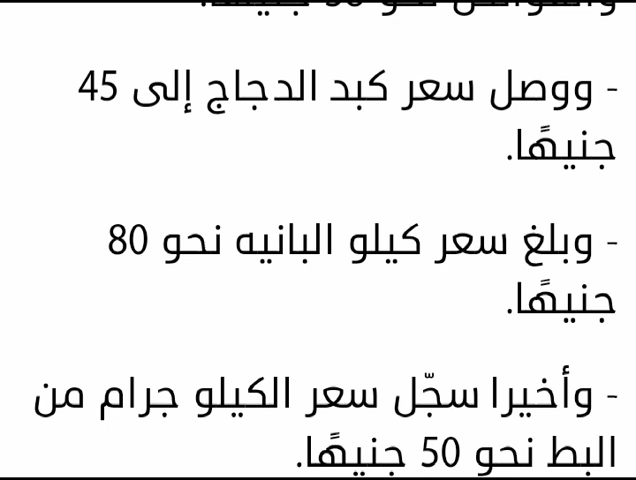 - ووصل سعر كبد الدجاج إلى 45
جنيهًا.
- وبلغ سعر كيلو البانيه نحو 80
جنيهًا.
- وأخيرا سجّل سعر الكيلو جرام من
البط نحو 50 جنيهًا.